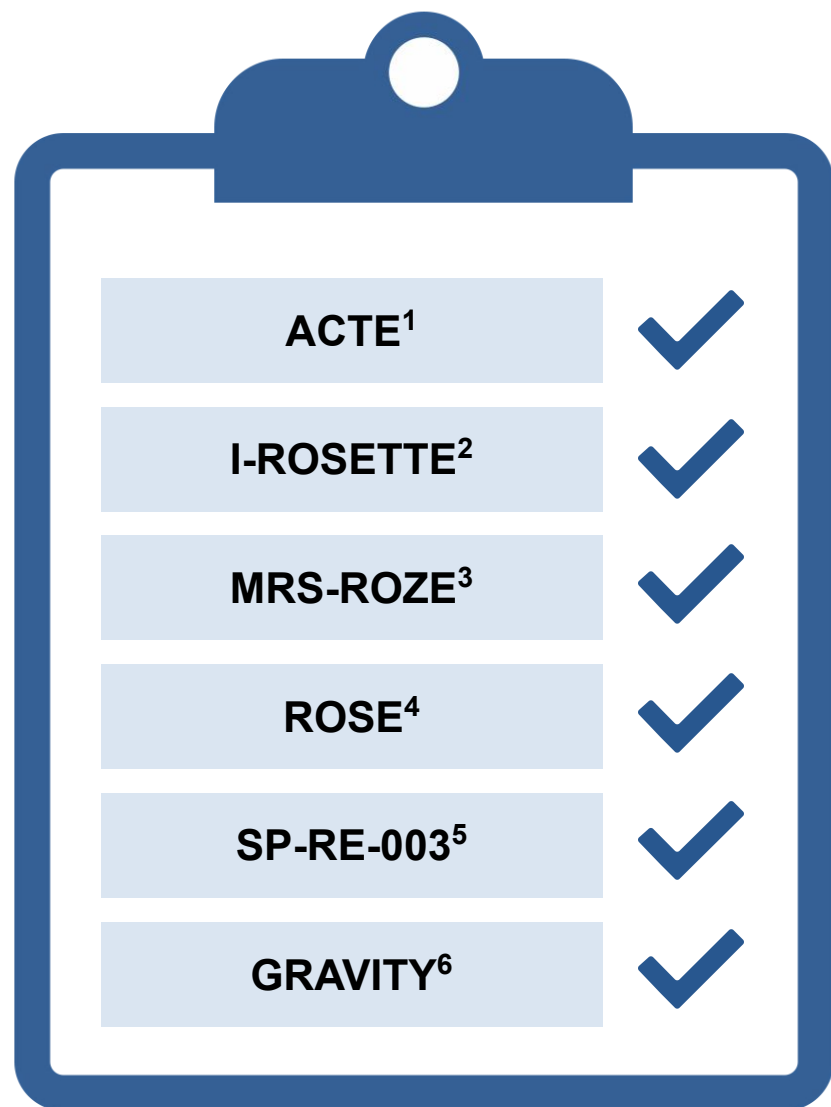 ACTE¹
I-ROSETTE²
MRS-ROZE³
ROSE⁴
SP-RE-003⁵
GRAVITY⁶